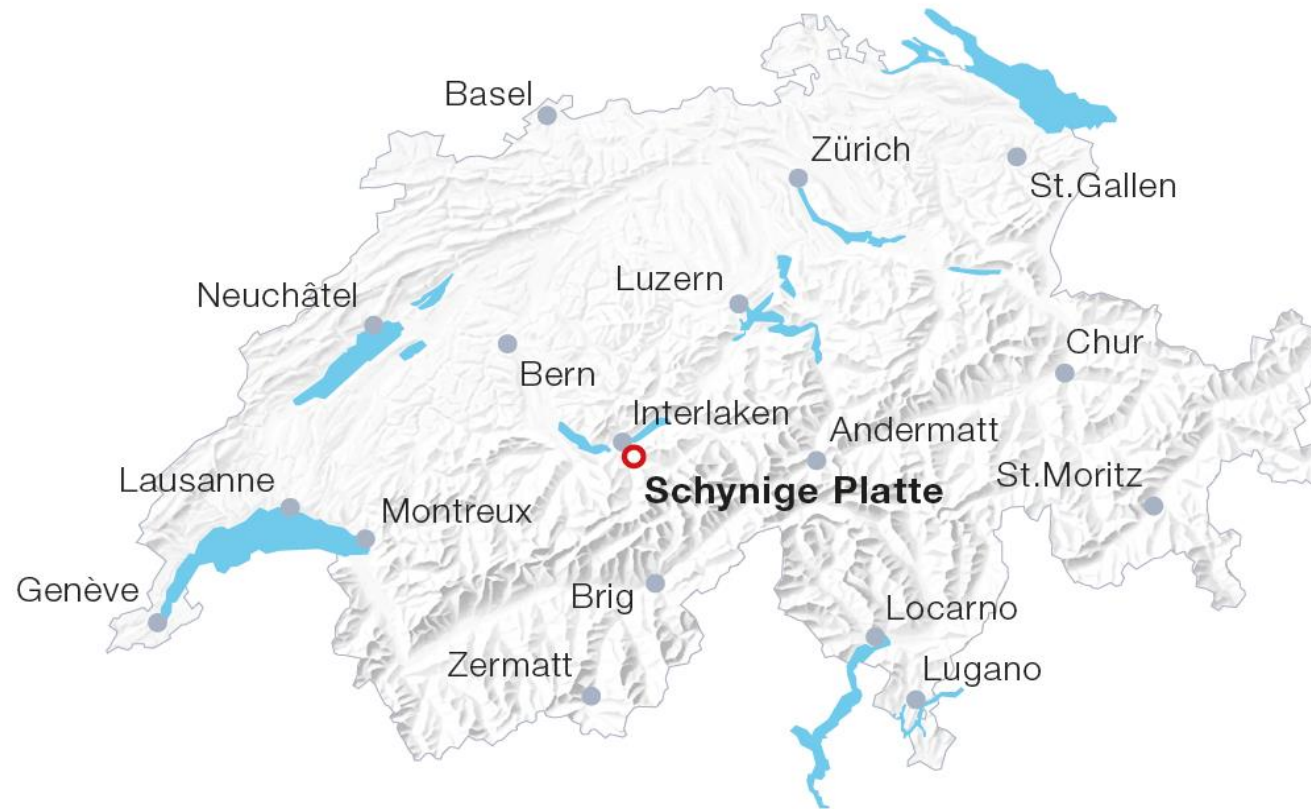 Basel
Zürich
St.Gallen
Neuchâtel
Luzern
Bern
Chur
Interlaken
Andermatt
Schynige Platte
St.Moritz
Lausanne
Montreux
Genève
Brig
Locarno
Zermatt
Lugano